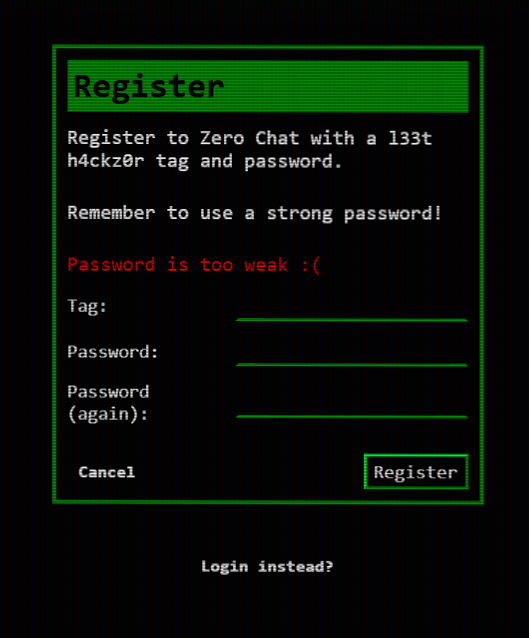 Register
Register to Zero Chat with a l33t
h4ckz0r tag and password.
Remember to use a strong password!
Password is too weak :(
Tag:
Password:
Password
(again):
Cancel
Register
Login instead?